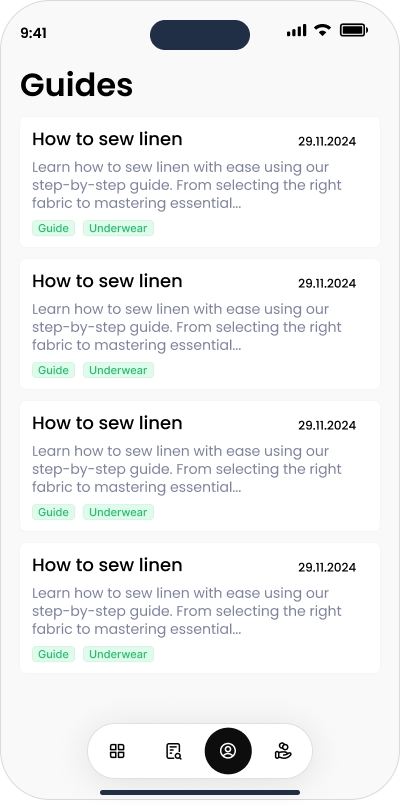 9:41
Guides
How to sew linen
29.11.2024
Learn how to sew linen with ease using our
step-by-step guide. From selecting the right
fabric to mastering essential...
Guide Underwear
How to sew linen
29.11.2024
Learn how to sew linen with ease using our
step-by-step guide. From selecting the right
fabric to mastering essential...
Guide Underwear
How to sew linen
29.11.2024
Learn how to sew linen with ease using our
step-by-step guide. From selecting the right
fabric to mastering essential...
Guide Underwear
How to sew linen
29.11.2024
Learn how to sew linen with ease using our
step-by-step guide. From selecting the right
fabric to mastering essential...
Guide Underwear